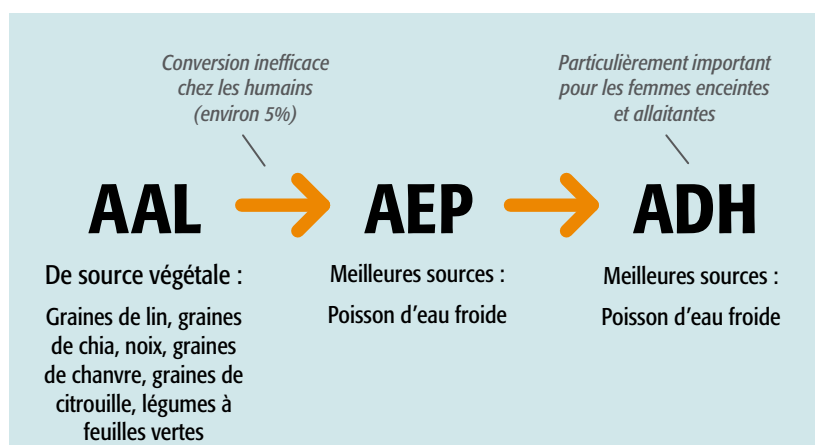 Conversion inefficace
chez les humains
(environ 5%)
Particulièrement important
pour les femmes enceintes
et allaitantes
AAL
AEP
ADH
De source végétale :
Graines de lin, graines
de chia, noix, graines
de chanvre, graines de
citrouille, légumes à
feuilles vertes
Meilleures sources :
Poisson d'eau froide
Meilleures sources :
Poisson d'eau froide